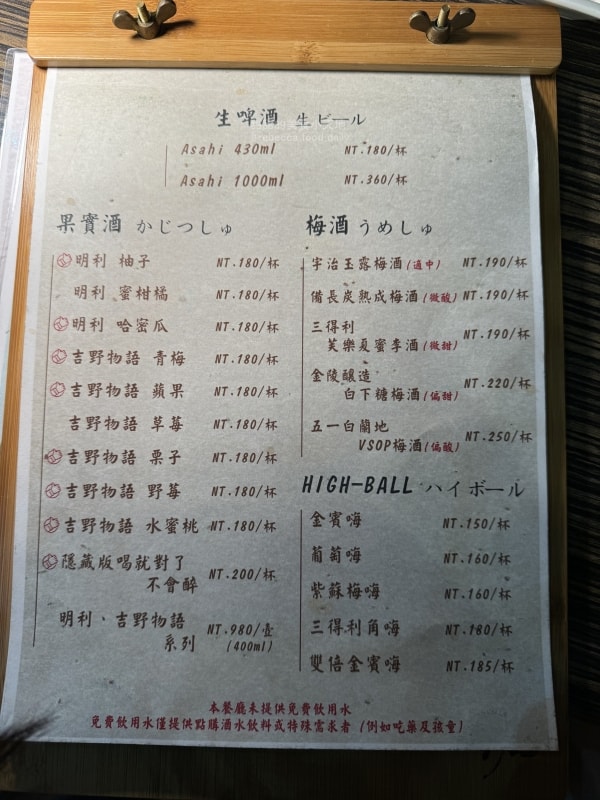 生啤酒 生ビール
Asahi 430ml NT.180/杯
Asahi 1000ml NT.360/杯
果實酒 かじつしゅ
明利 柚子 NT.180/杯
明利 蜜柑橘 NT.180/杯
明利 哈密瓜 NT.180/杯
吉野物語 青梅 NT.180/杯
吉野物語 蘋果 NT.180/杯
吉野物語 草莓 NT.180/杯
吉野物語 栗子 NT.180/杯
吉野物語 野莓 NT.180/杯
吉野物語 水蜜桃 NT.180/杯
隱藏版喝就對了
不會醉 NT.200/杯
明利、吉野物語
系列 NT.980/壺
(400ml)
梅酒 うめしゅ
宇治玉露梅酒(適中) NT.190/杯
備長炭熟成梅酒(微酸) NT.190/杯
三得利
芙樂夏蜜李酒(微甜) NT.190/杯
金陵釀造
白下糖梅酒(偏甜) NT.220/杯
五一白蘭地
VSOP梅酒(偏酸) NT.250/杯
HIGH-BALL ハイボール
金賓嗨 NT.150/杯
葡萄嗨 NT.160/杯
紫蘇梅嗨 NT.160/杯
三得利角嗨 NT.180/杯
雙倍金賓嗨 NT.185/杯
本餐廳未提供免費飲用水
免費飲用水僅提供點購酒水飲料或特殊需求者(例如吃藥及孩童)